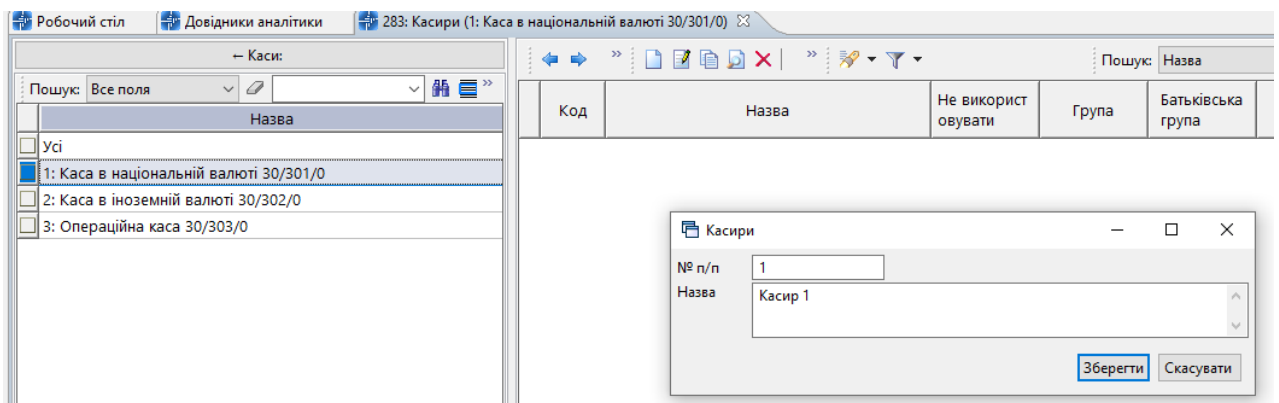 Робочий стіл Довідники аналітики 283: Касири (1: Каса в національній валюті 30/301/0)
← Каси:
Пошук: Все поля
Назва
Усі
1: Каса в національній валюті 30/301/0
2: Каса в іноземній валюті 30/302/0
3: Операційна каса 30/303/0
Пошук: Назва
Код Назва Не використ овувати Група Батьківська група
Касири
№ п/п 1
Назва Касир 1
Зберегти Скасувати